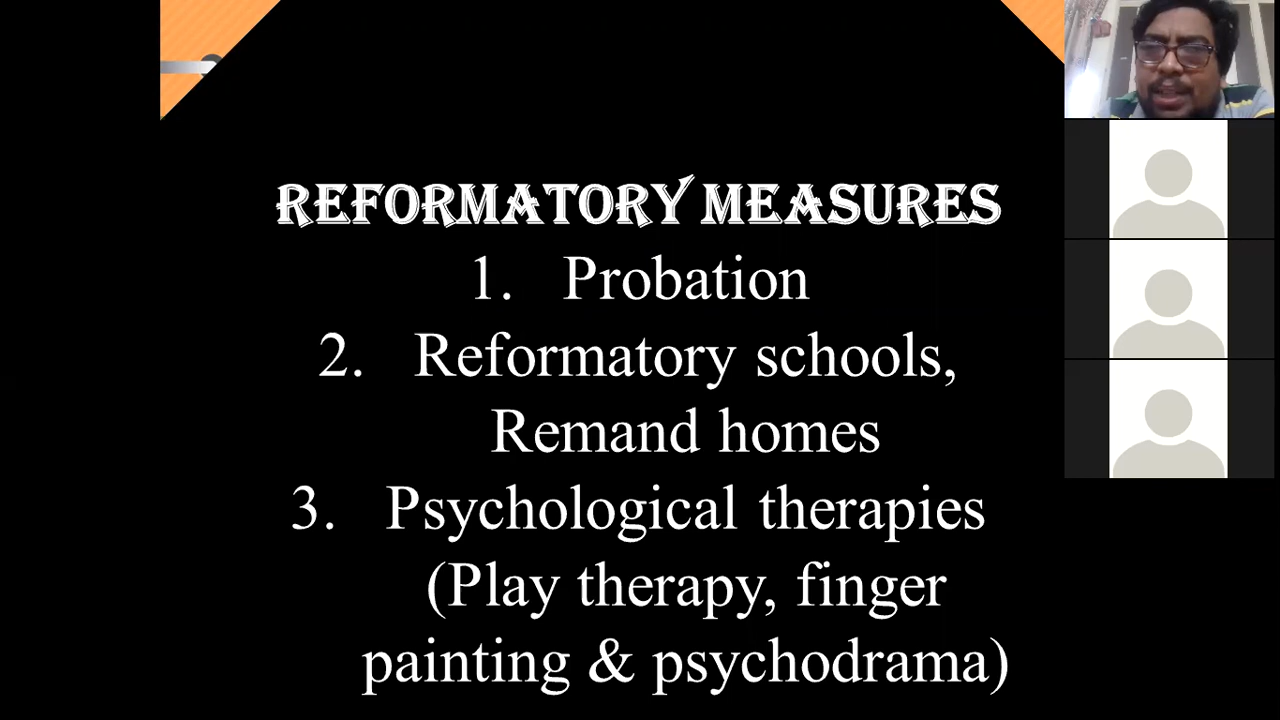 REFORMATORY MEASURES
1. Probation
2. Reformatory schools,
Remand homes
3. Psychological therapies
(Play therapy, finger
painting & psychodrama)